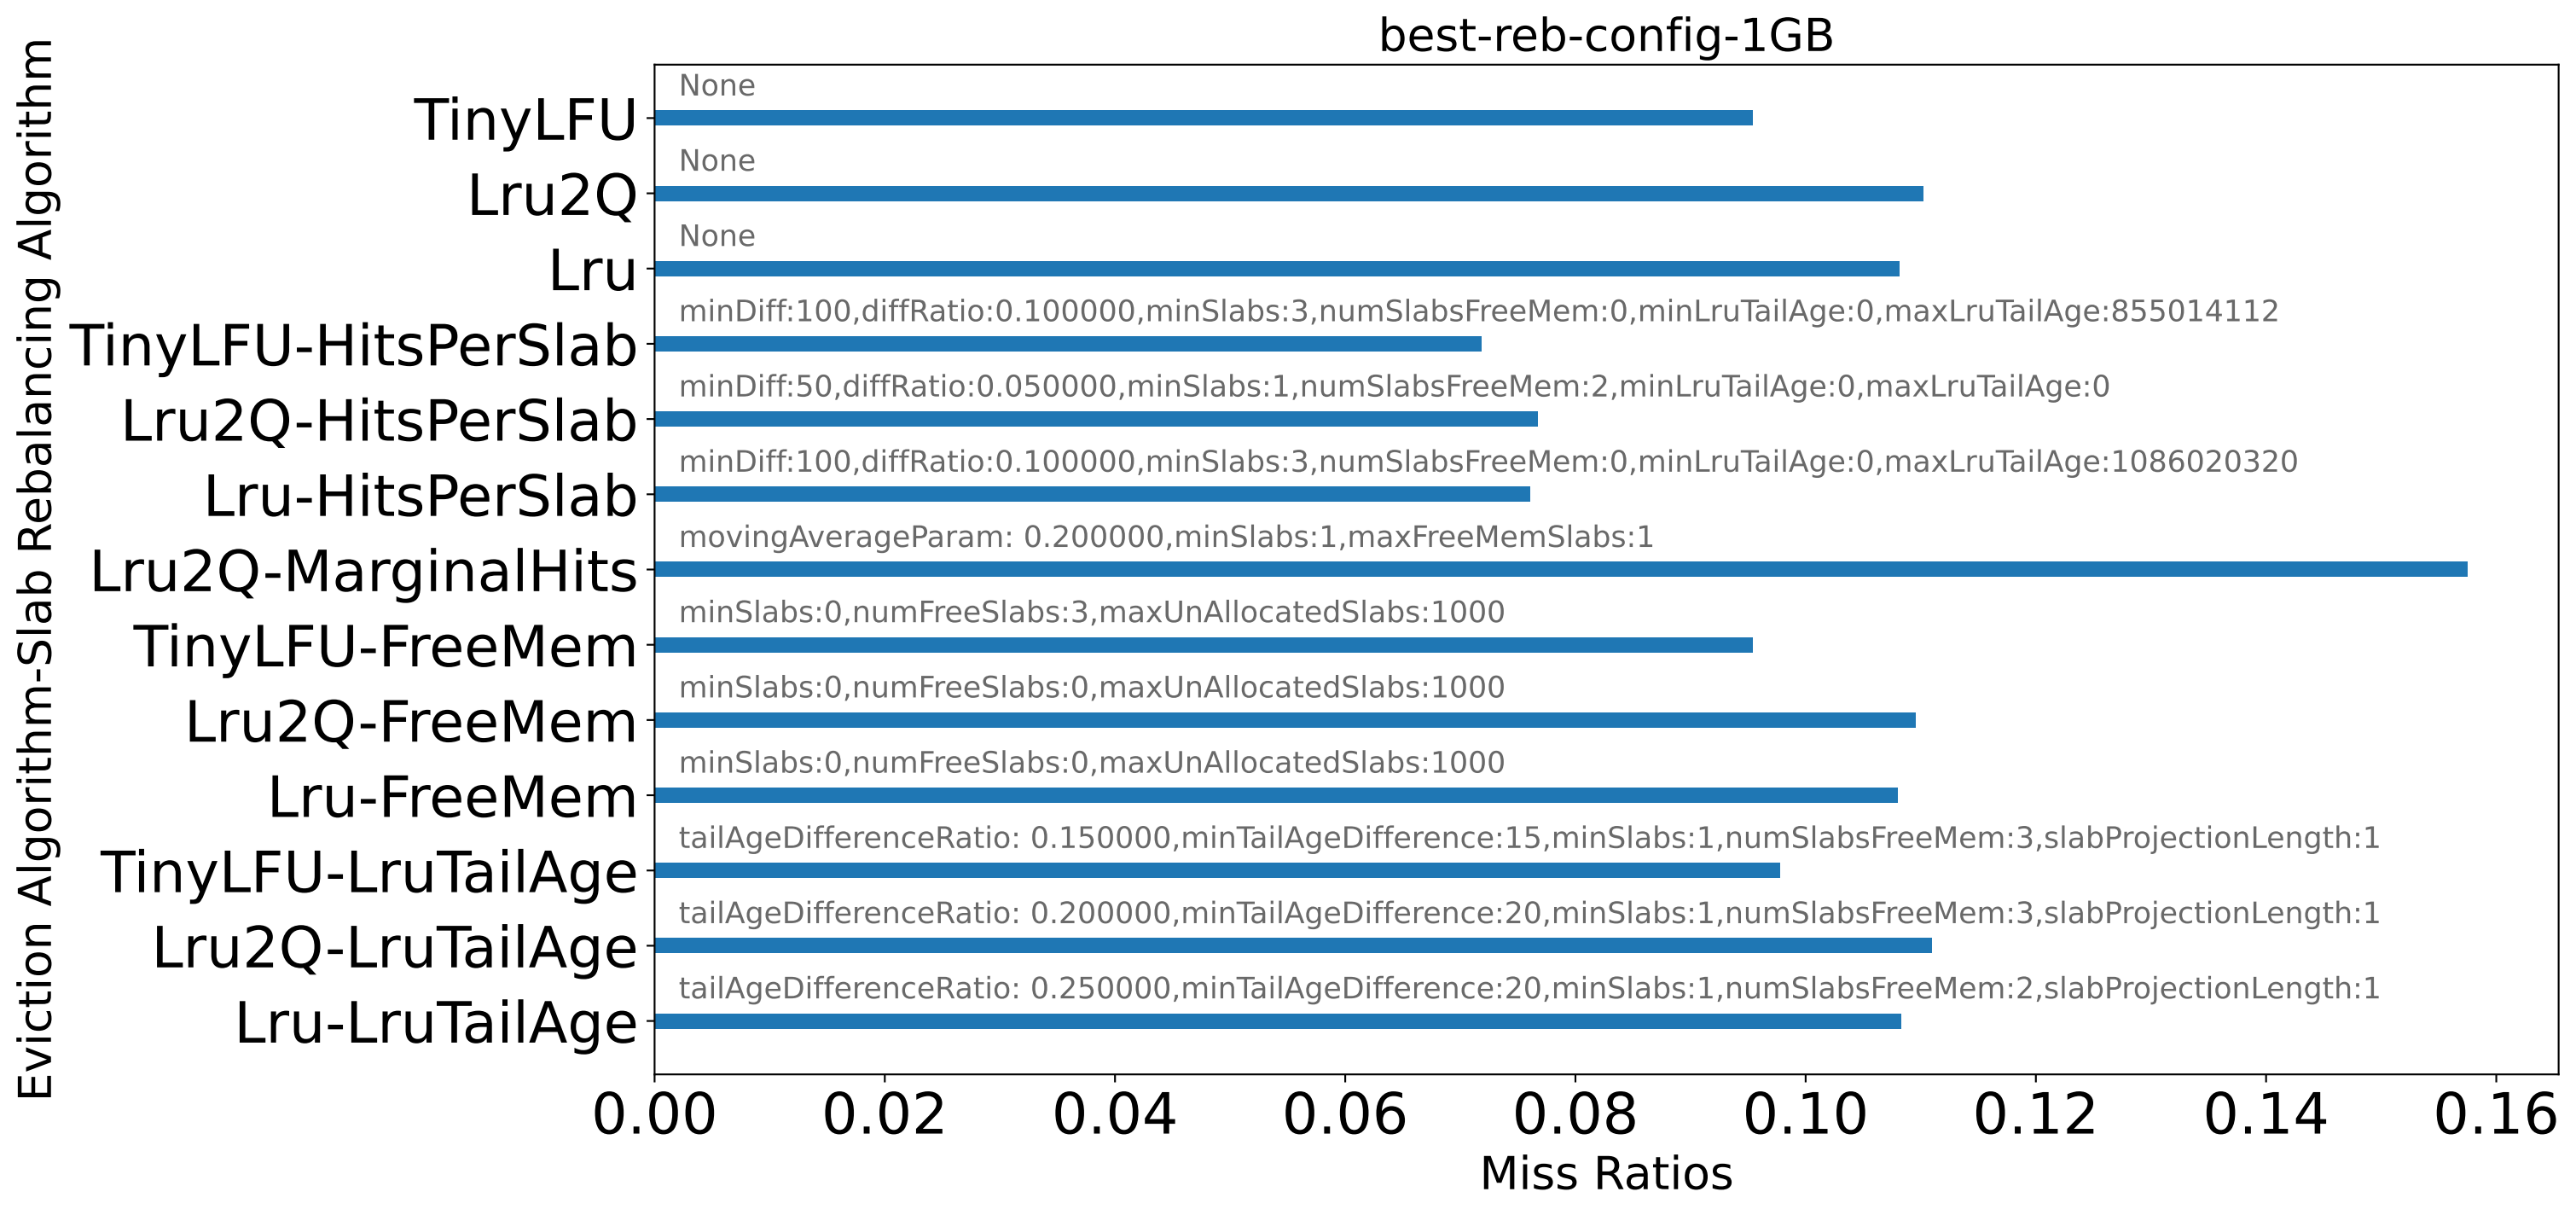 best-reb-config-1GB
Eviction Algorithm-Slab Rebalancing Algorithm
None
TinyLFU
None
Lru2Q
None
Lru
minDiff:100,diffRatio:0.100000,minSlabs:3,numSlabsFreeMem:0,minLruTailAge:0,maxLruTailAge:855014112
TinyLFU-HitsPerSlab
minDiff:50,diffRatio:0.050000,minSlabs:1,numSlabsFreeMem:2,minLruTailAge:0,maxLruTailAge:0
Lru2Q-HitsPerSlab
minDiff:100,diffRatio:0.100000,minSlabs:3,numSlabsFreeMem:0,minLruTailAge:0,maxLruTailAge:1086020320
Lru-HitsPerSlab
movingAverageParam: 0.200000,minSlabs:1,maxFreeMemSlabs:1
Lru2Q-MarginalHits
minSlabs:0,numFreeSlabs:3,maxUnAllocatedSlabs:1000
TinyLFU-FreeMem
minSlabs:0,numFreeSlabs:0,maxUnAllocatedSlabs:1000
Lru2Q-FreeMem
minSlabs:0,numFreeSlabs:0,maxUnAllocatedSlabs:1000
Lru-FreeMem
tailAgeDifferenceRatio: 0.150000,minTailAgeDifference:15,minSlabs:1,numSlabsFreeMem:3,slabProjectionLength:1
TinyLFU-LruTailAge
tailAgeDifferenceRatio: 0.200000,minTailAgeDifference:20,minSlabs:1,numSlabsFreeMem:3,slabProjectionLength:1
Lru2Q-LruTailAge
tailAgeDifferenceRatio: 0.250000,minTailAgeDifference:20,minSlabs:1,numSlabsFreeMem:2,slabProjectionLength:1
Lru-LruTailAge
0.00 0.02 0.04 0.06 0.08 0.10 0.12 0.14 0.16
Miss Ratios